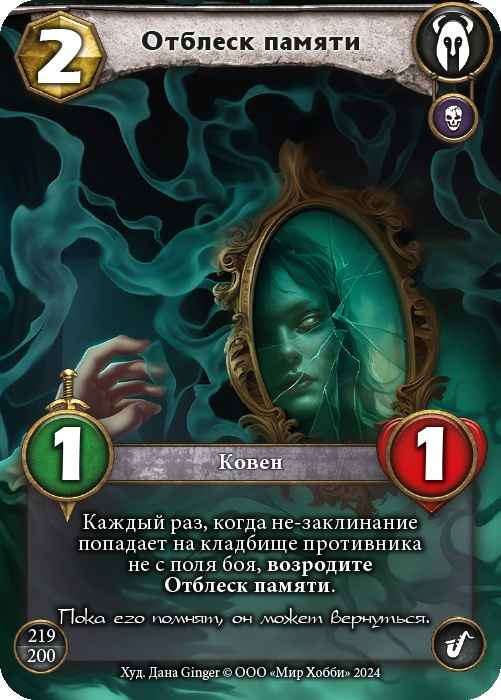 2
Отблеск памяти
1
Ковен
1
Каждый раз, когда не-заклинание
попадает на кладбище противника
не с поля боя, возродите
Отблеск памяти.
Пока его помнят, он может вернуться.
219
200
Худ. Дана Ginger © ООО «Мир Хобби» 2024